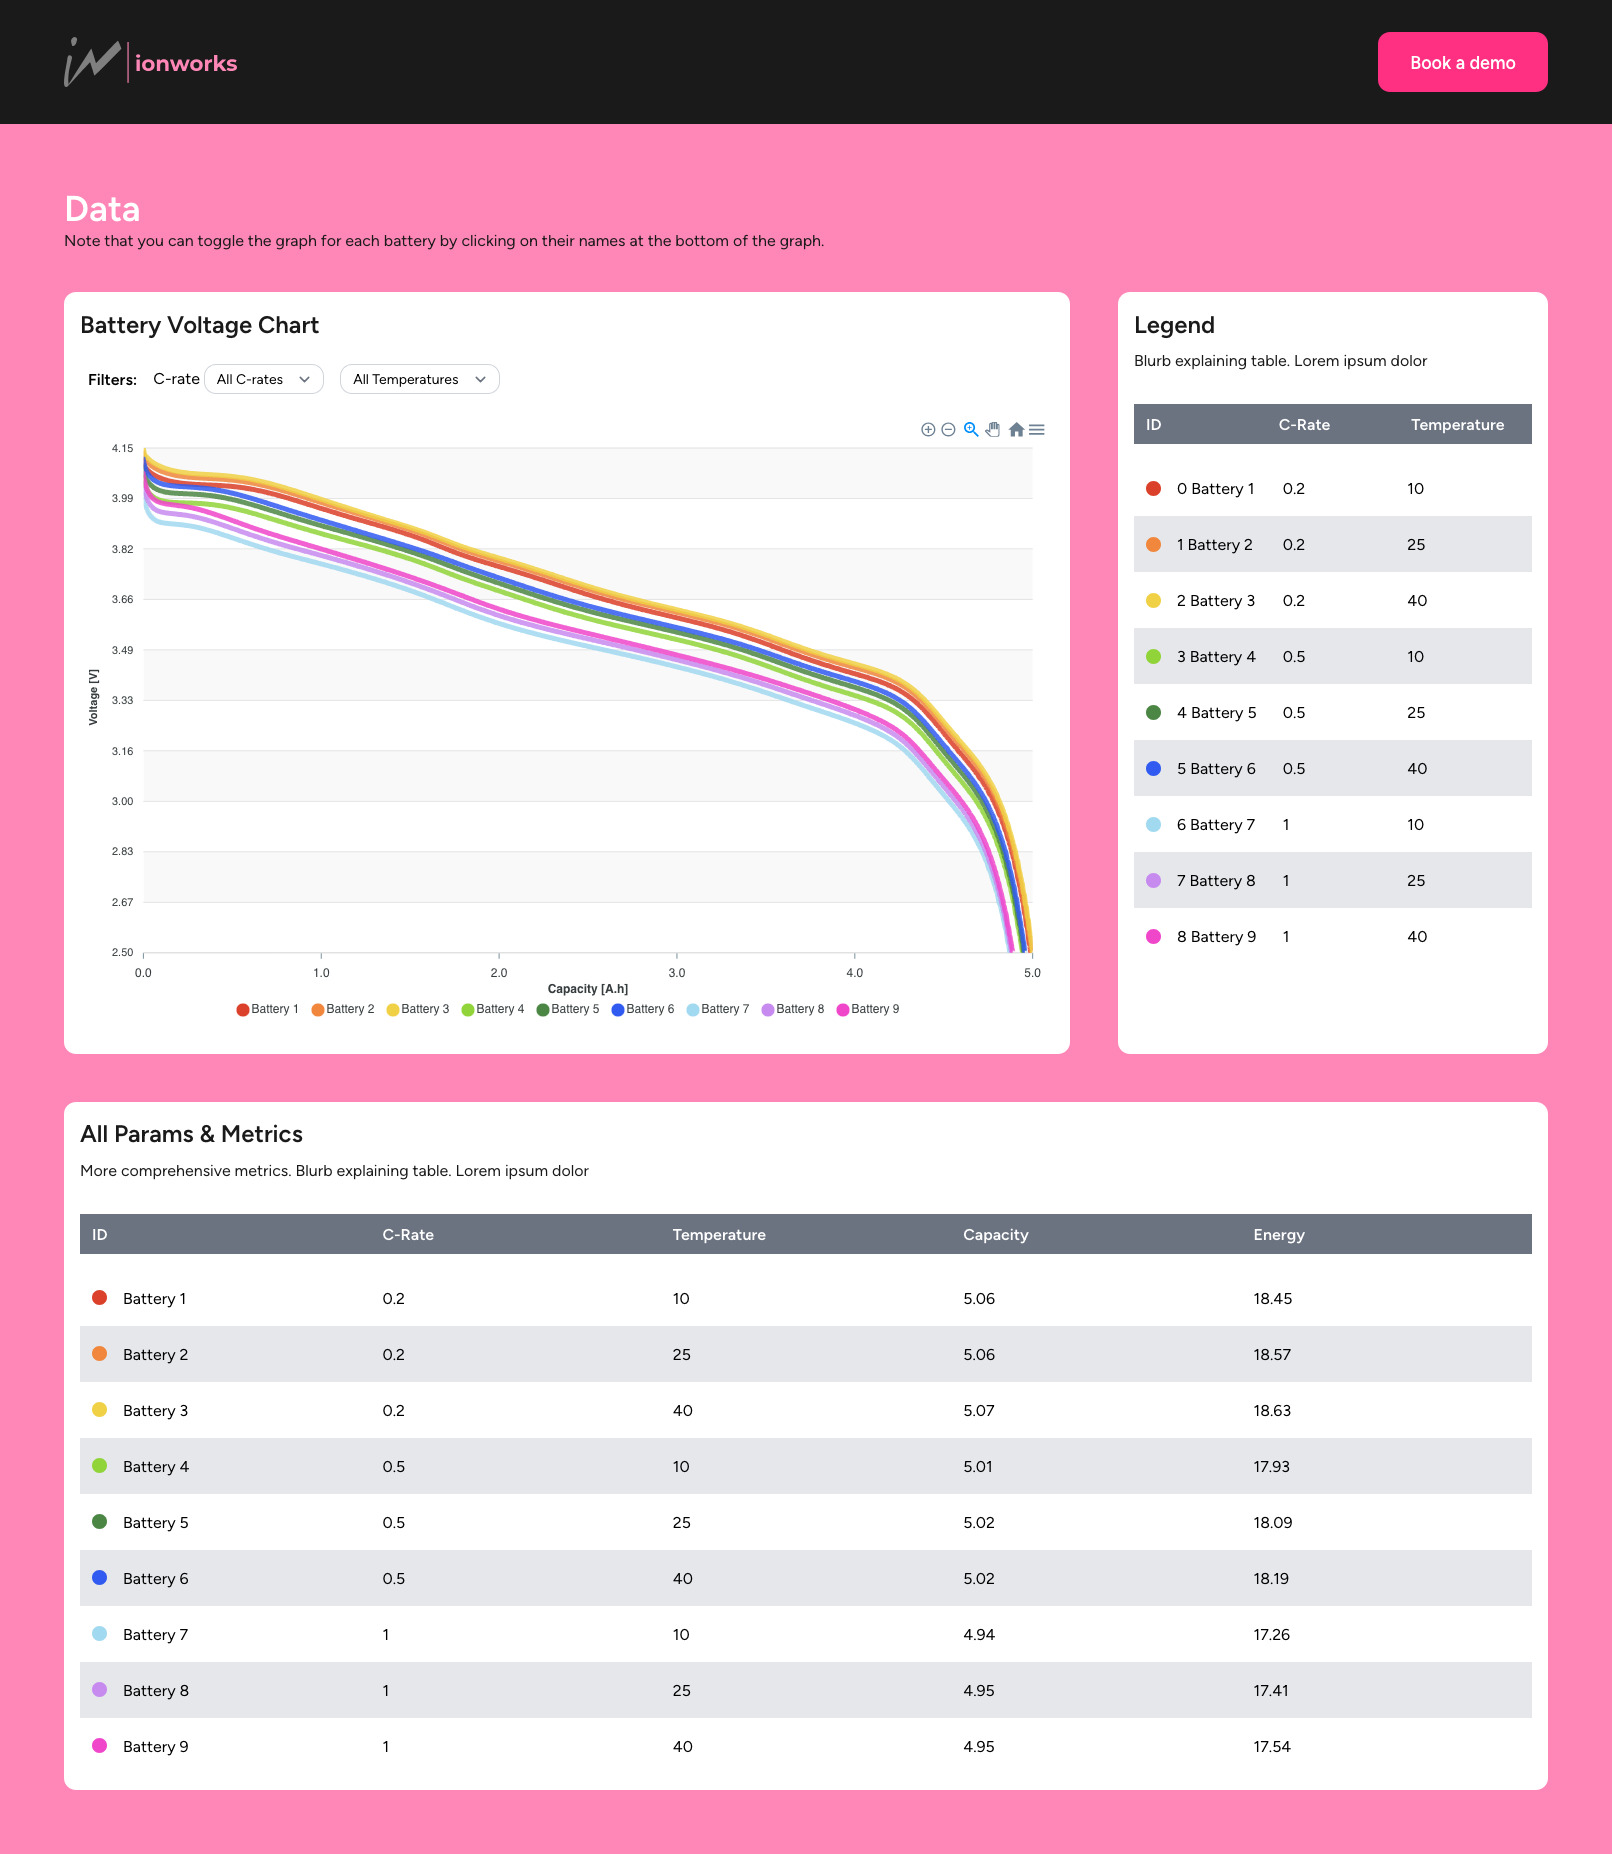 ionworks
Book a demo
Data
Note that you can toggle the graph for each battery by clicking on their names at the bottom of the graph.
Battery Voltage Chart
Filters: C-rate All C-rates All Temperatures
4.15
3.99
3.82
3.66
3.49
3.33
3.16
3.00
2.83
2.67
2.50
Voltage [V]
0.0 1.0 2.0 3.0 4.0 5.0
Capacity [A.h]
Battery 1 Battery 2 Battery 3 Battery 4 Battery 5 Battery 6 Battery 7 Battery 8 Battery 9
Legend
Blurb explaining table. Lorem ipsum dolor
ID C-Rate Temperature
0 Battery 1 0.2 10
1 Battery 2 0.2 25
2 Battery 3 0.2 40
3 Battery 4 0.5 10
4 Battery 5 0.5 25
5 Battery 6 0.5 40
6 Battery 7 1 10
7 Battery 8 1 25
8 Battery 9 1 40
All Params & Metrics
More comprehensive metrics. Blurb explaining table. Lorem ipsum dolor
ID C-Rate Temperature Capacity Energy
Battery 1 0.2 10 5.06 18.45
Battery 2 0.2 25 5.06 18.57
Battery 3 0.2 40 5.07 18.63
Battery 4 0.5 10 5.01 17.93
Battery 5 0.5 25 5.02 18.09
Battery 6 0.5 40 5.02 18.19
Battery 7 1 10 4.94 17.26
Battery 8 1 25 4.95 17.41
Battery 9 1 40 4.95 17.54